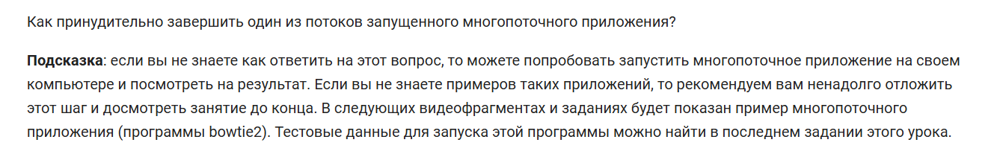 Как принудительно завершить один из потоков запущенного многопоточного приложения?
Подсказка: если вы не знаете как ответить на этот вопрос, то можете попробовать запустить многопоточное приложение на своем
компьютере и посмотреть на результат. Если вы не знаете примеров таких приложений, то рекомендуем вам ненадолго отложить
этот шаг и досмотреть занятие до конца. В следующих видеофрагментах и заданиях будет показан пример многопоточного
приложения (программы bowtie2). Тестовые данные для запуска этой программы можно найти в последнем задании этого урока.